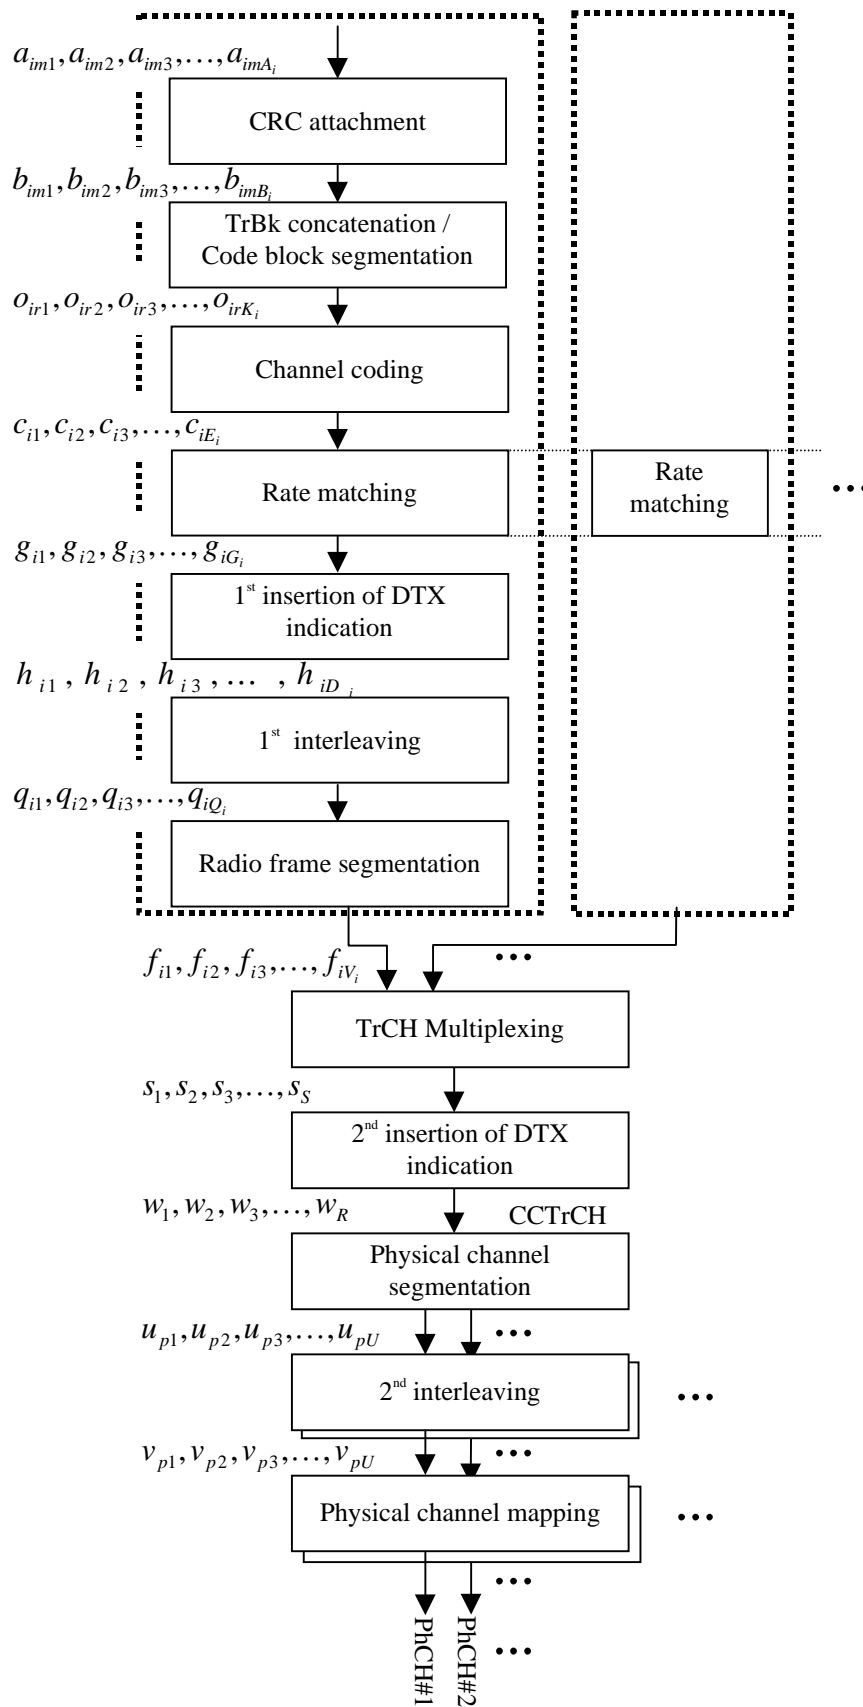 a_{im1}, a_{im2}, a_{im3}, ..., a_{imA_i}
CRC attachment
b_{im1}, b_{im2}, b_{im3}, ..., b_{imB_i}
TrBk concatenation /
Code block segmentation
o_{ir1}, o_{ir2}, o_{ir3}, ..., o_{irK_i}
Channel coding
c_{i1}, c_{i2}, c_{i3}, ..., c_{iE_i}
Rate matching
Rate
matching
...
g_{i1}, g_{i2}, g_{i3}, ..., g_{iG_i}
1st insertion of DTX
indication
h_{i1}, h_{i2}, h_{i3}, ..., h_{iD_i}
1st interleaving
q_{i1}, q_{i2}, q_{i3}, ..., q_{iQ_i}
Radio frame segmentation
...
f_{i1}, f_{i2}, f_{i3}, ..., f_{iV_i}
TrCH Multiplexing
s_1, s_2, s_3, ..., s_S
2nd insertion of DTX
indication
w_1, w_2, w_3, ..., w_R
CCTrCH
Physical channel
segmentation
u_{p1}, u_{p2}, u_{p3}, ..., u_{pU}
...
2nd interleaving
...
v_{p1}, v_{p2}, v_{p3}, ..., v_{pU}
...
Physical channel mapping
...
...
PhCH#1
PhCH#2
...